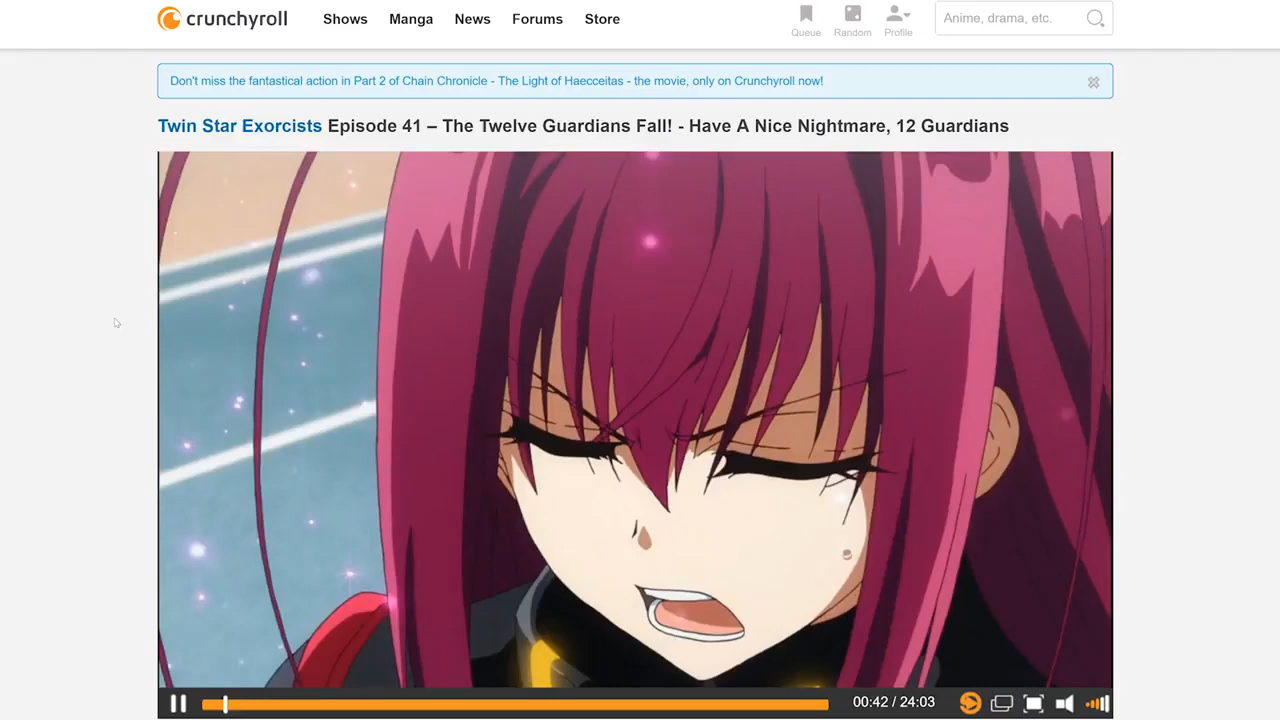 crunchyroll Shows Manga News Forums Store Queue Random Profile Anime, drama, etc.
Don't miss the fantastical action in Part 2 of Chain Chronicle - The Light of Haecceitas - the movie, only on Crunchyroll now!
Twin Star Exorcists Episode 41 – The Twelve Guardians Fall! - Have A Nice Nightmare, 12 Guardians
00:42 / 24:03